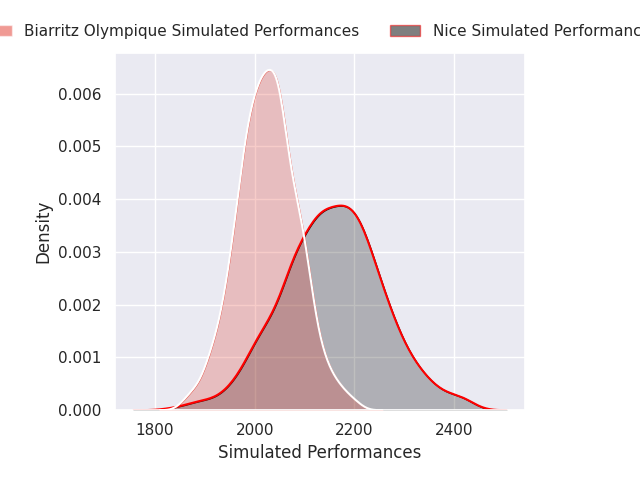 Biarritz Olympique Simulated Performances Nice Simulated
0.006
0.005
0.004
0.003
0.002
0.001
0.000
Density
1800 2000 2200 2400
Simulated Performances